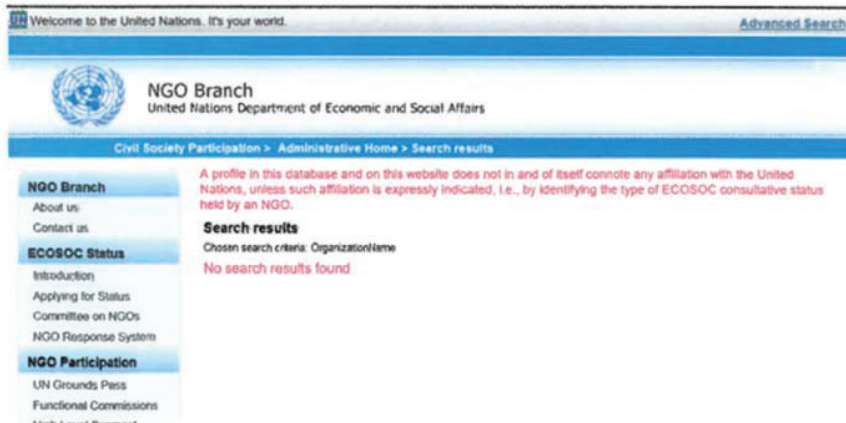 UN Welcome to the United Nations. It's your world.
Advanced Search
NGO Branch
United Nations Department of Economic and Social Affairs
Civil Society Participation > Administrative Home > Search results
NGO Branch
About us
Contact us
ECOSOC Status
Introduction
Applying for Status
Committee on NGOs
NGO Response System
NGO Participation
UN Grounds Pass
Functional Commissions
A profile in this database and on this website does not in and of itself connote any affiliation with the United
Nations, unless such affiliation is expressly indicated, i.e., by identifying the type of ECOSOC consultative status
held by an NGO.
Search results
Chosen search criteria: OrganizationName
No search results found